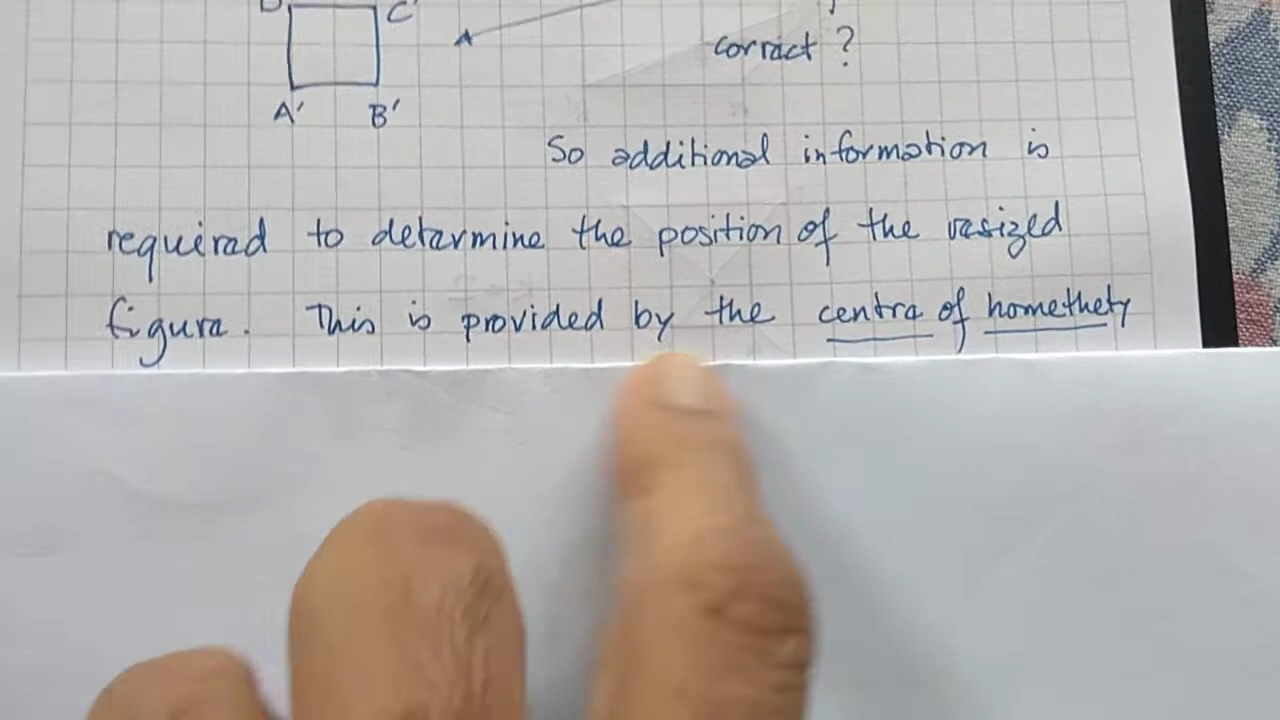 C'
correct ?
A' B'
So additional information is
required to determine the position of the resized
figure. This is provided by the centre of homethety